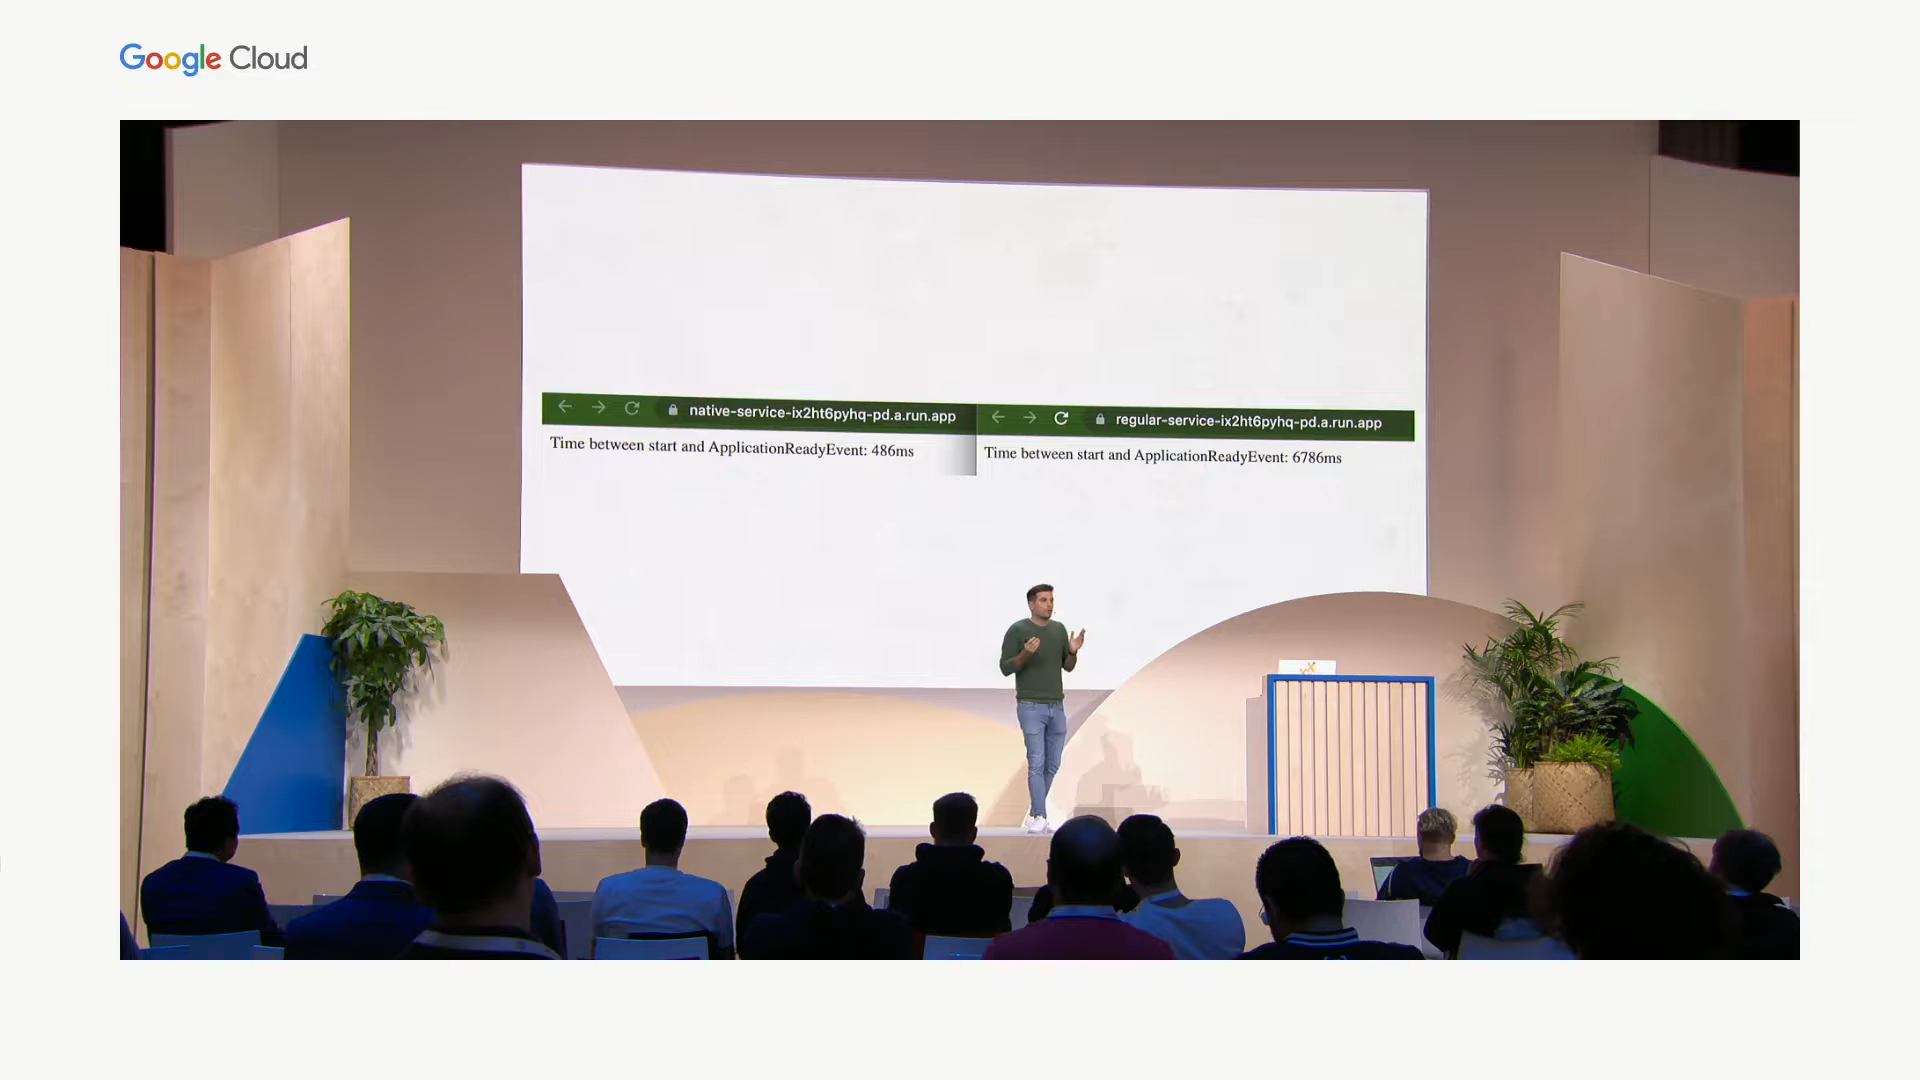 Google Cloud
native-service-ix2ht6pyhq-pd.a.run.app
Time between start and ApplicationReadyEvent: 486ms
regular-service-ix2ht6pyhq-pd.a.run.app
Time between start and ApplicationReadyEvent: 6786ms